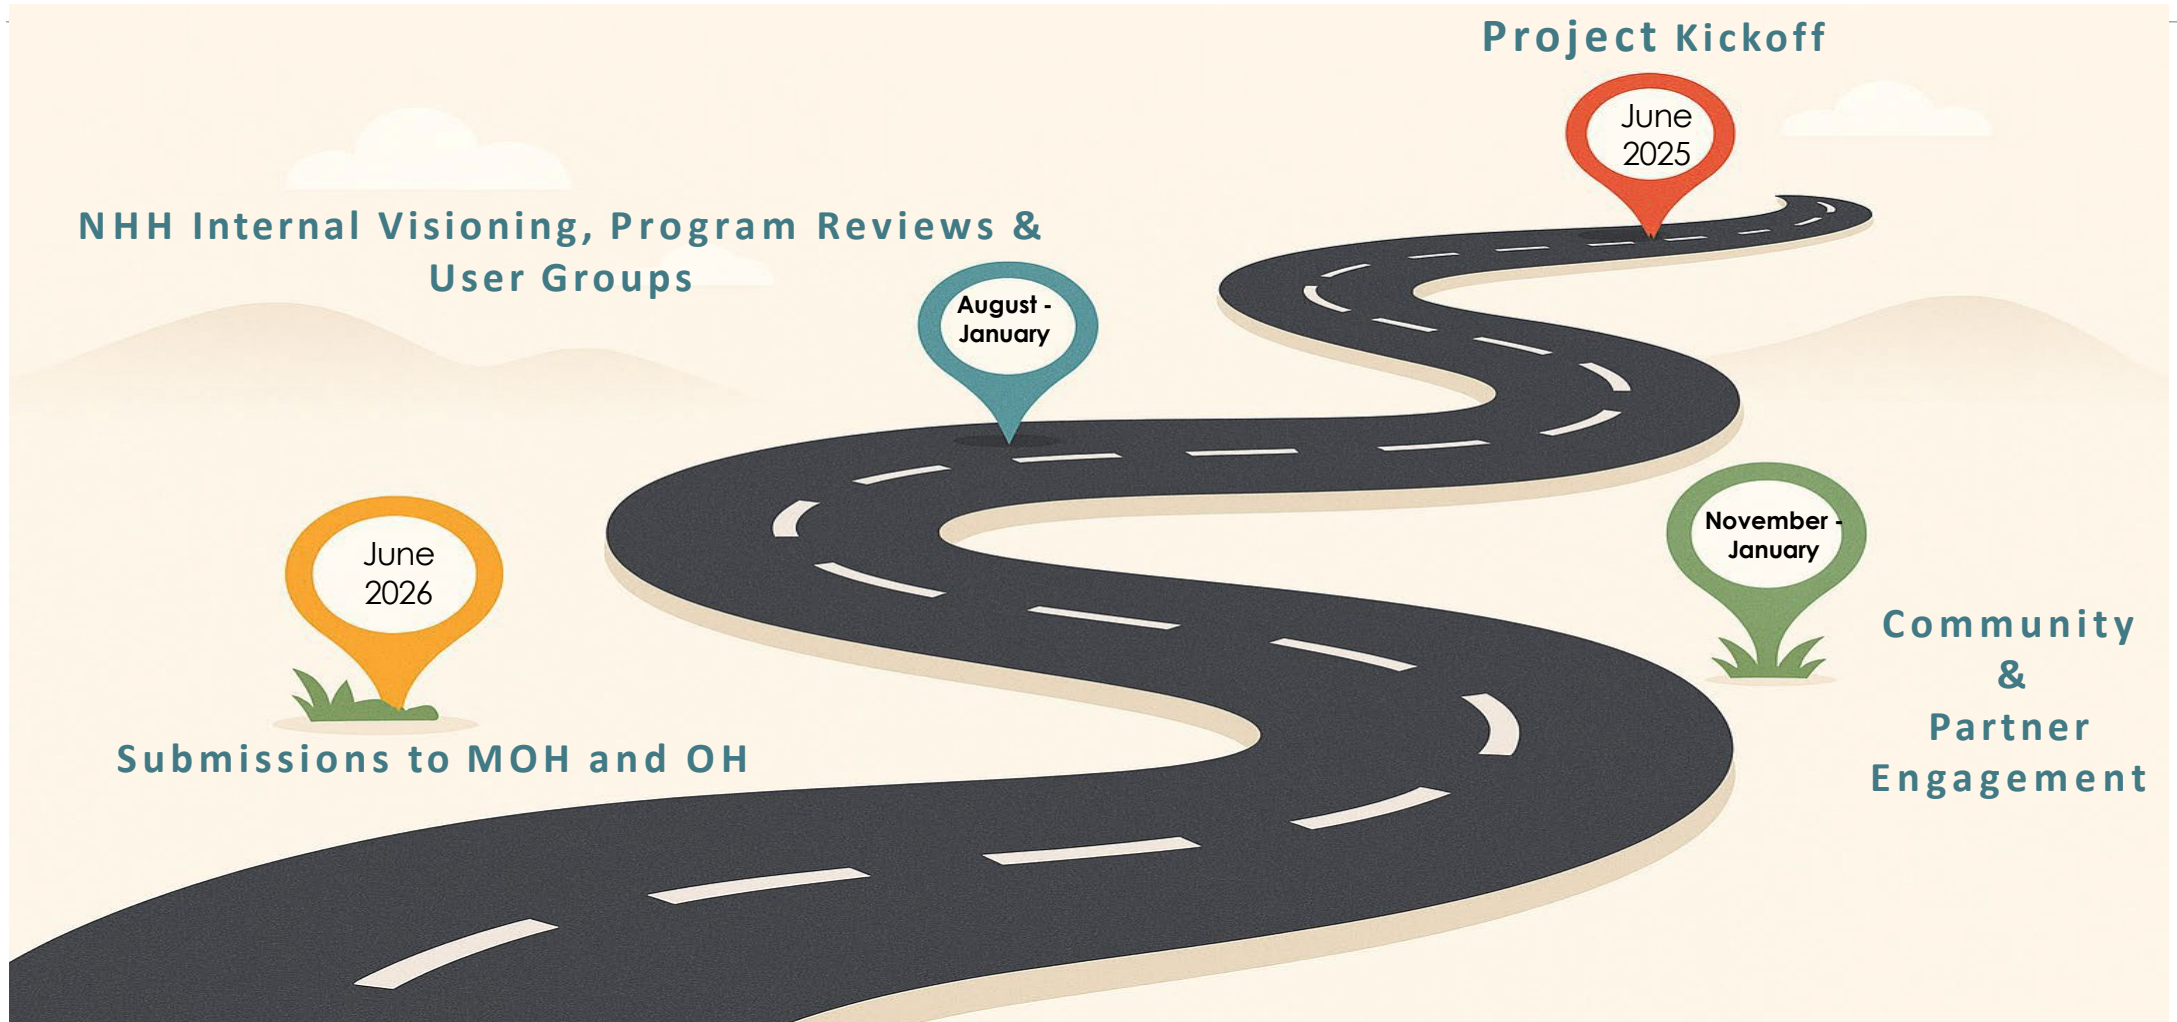 Project Kickoff
June
2025
NHH Internal Visioning, Program Reviews &
User Groups
August -
January
November -
January
Community
&
Partner
Engagement
June
2026
Submissions to MOH and OH